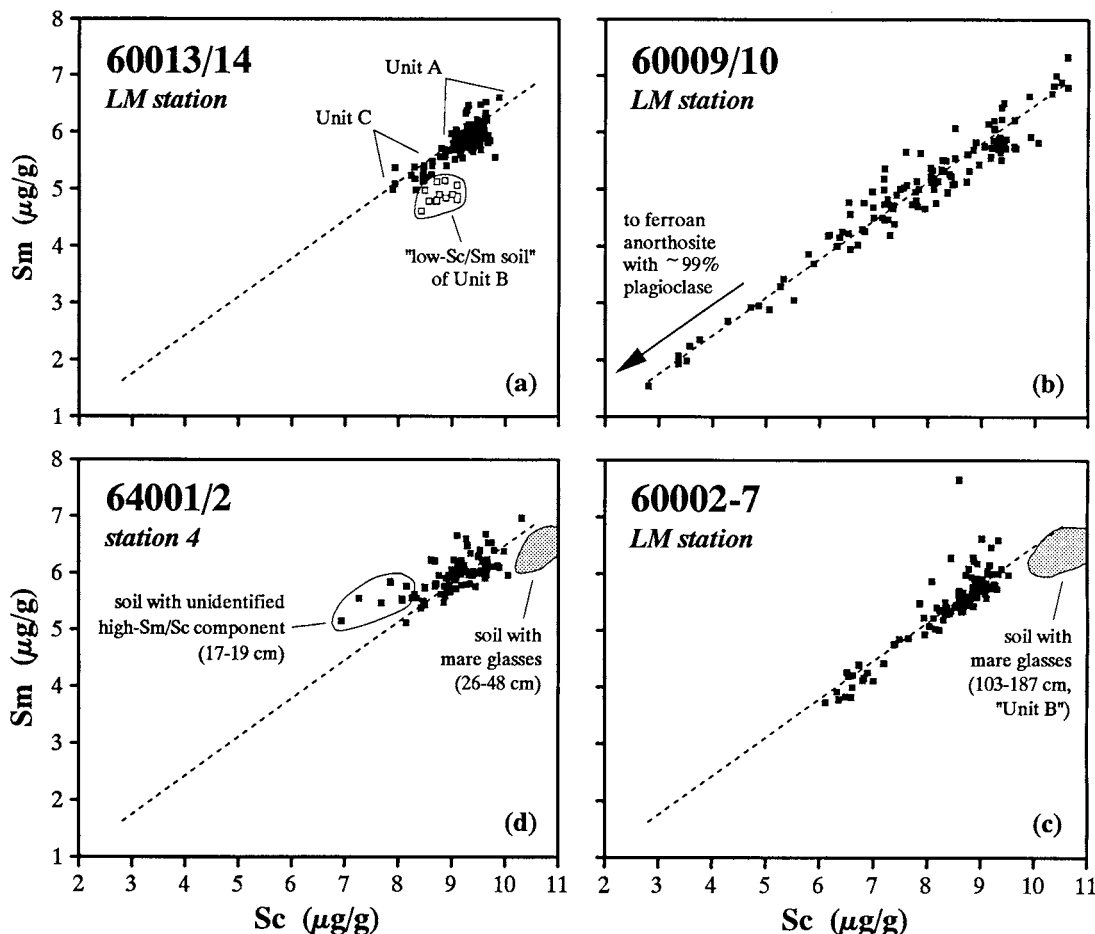 60013/14
LM station
Unit A
Unit C
"low-Sc/Sm soil"
of Unit B
(a)
8
7
6
5
4
3
2
1
Sm (μg/g)
60009/10
LM station
to ferroan
anorthosite
with ~99%
plagioclase
(b)
64001/2
station 4
soil with unidentified
high-Sm/Sc component
(17-19 cm)
soil with
mare glasses
(26-48 cm)
(d)
8
7
6
5
4
3
2
1
Sm (μg/g)
2 3 4 5 6 7 8 9 10 11
Sc (μg/g)
60002-7
LM station
soil with
mare glasses
(103-187 cm,
"Unit B")
(c)
2 3 4 5 6 7 8 9 10 11
Sc (μg/g)